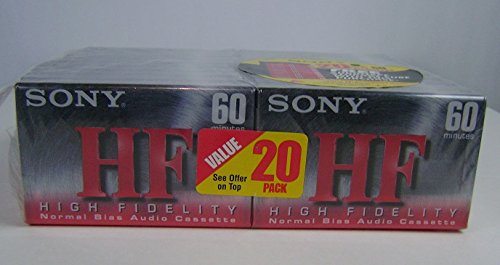 SONY
60
minutes
HF
HIGH FIDELITY
Normal Bias Audio Cassette
VALUE
20
PACK
See Offer
on Top
SONY
60
minutes
HF
HIGH FIDELITY
Normal Bias Audio Cassette